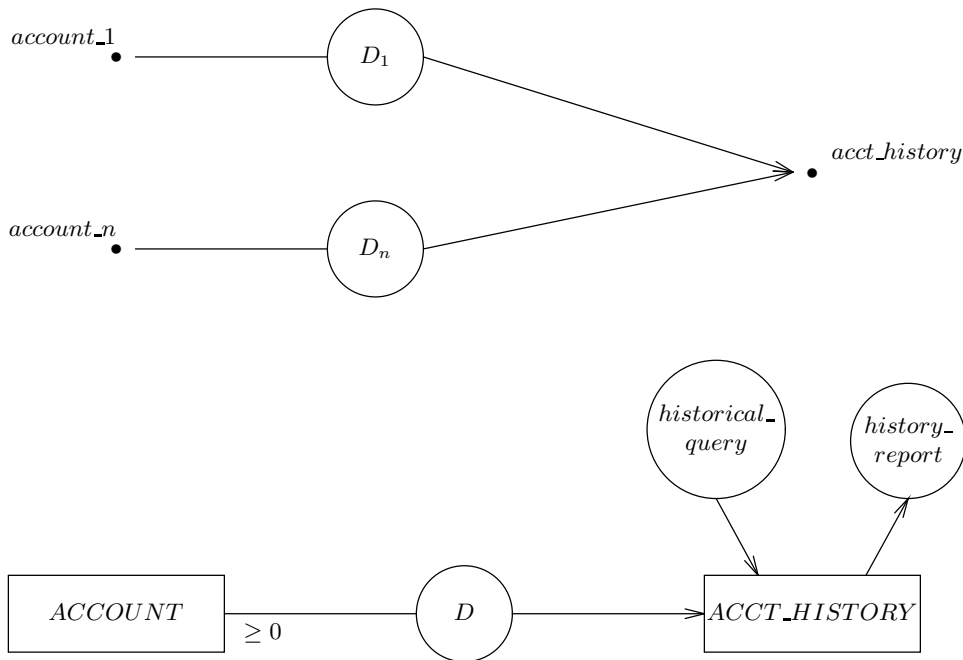 account_1
D1
acct_history
account_n
Dn
historical_
query
history_
report
ACCOUNT
≥ 0
D
ACCT_HISTORY